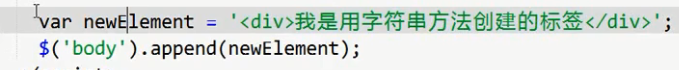 var newElement = '<div>我是用字符串方法创建的标签</div>';
$('body').append(newElement);